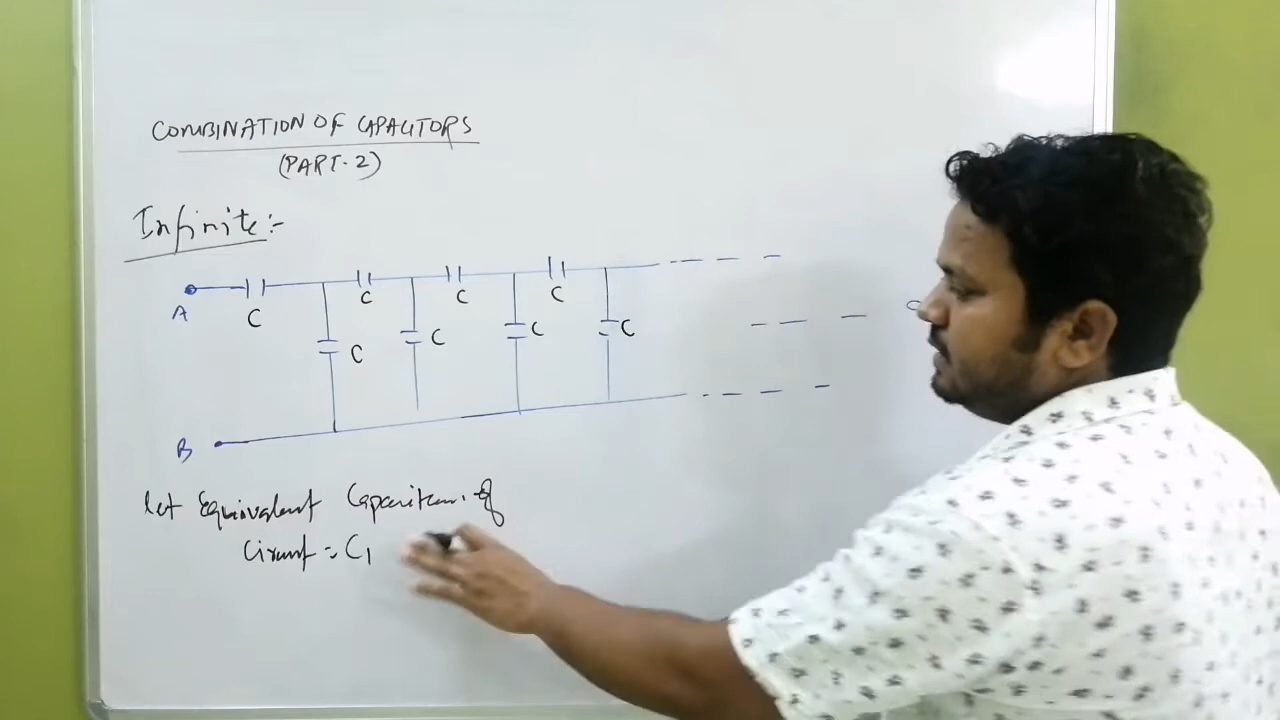 COMBINATION OF CAPACITORS
(PART-2)
Infinite:-
A
C
C
C
C
C
C
C
C
B
let Equivalent Capacitance of
Circuit = C1